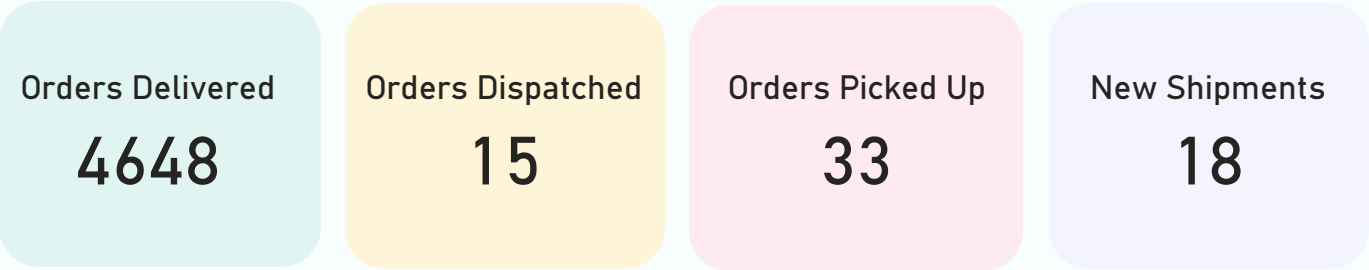 Orders Delivered
4648
Orders Dispatched
15
Orders Picked Up
33
New Shipments
18